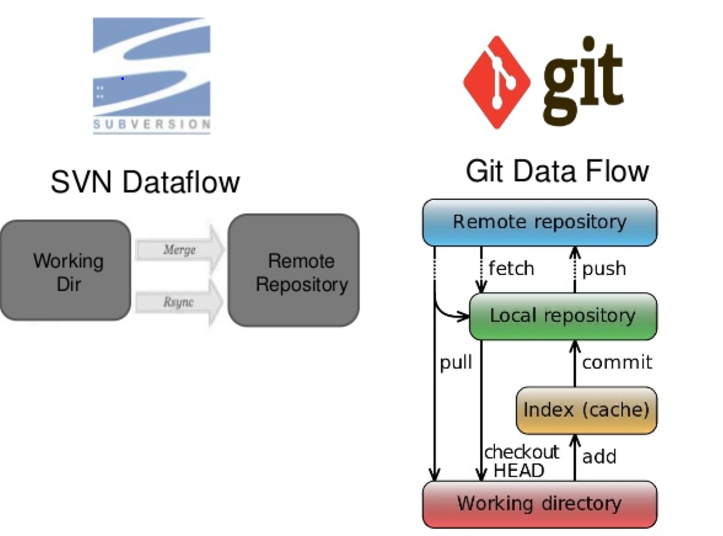 SUBVERSION
git
SVN Dataflow
Git Data Flow
Working
Dir
Merge
Rsync
Remote
Repository
Remote repository
fetch
push
Local repository
pull
commit
Index (cache)
checkout
HEAD
add
Working directory